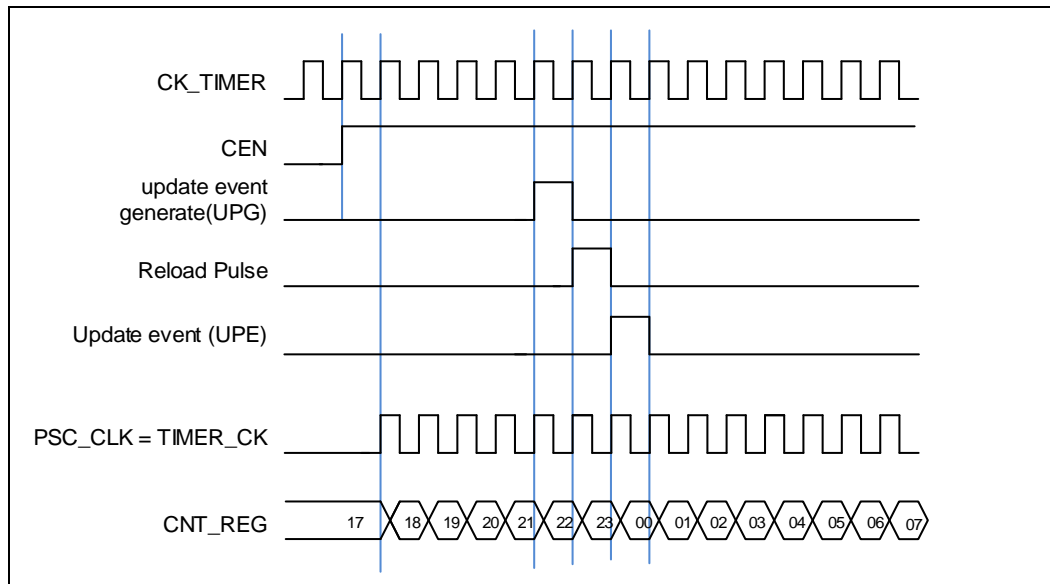 CK_TIMER
CEN
update event
generate(UPG)
Reload Pulse
Update event (UPE)
PSC_CLK = TIMER_CK
CNT_REG 17 18 19 20 21 22 23 00 01 02 03 04 05 06 07